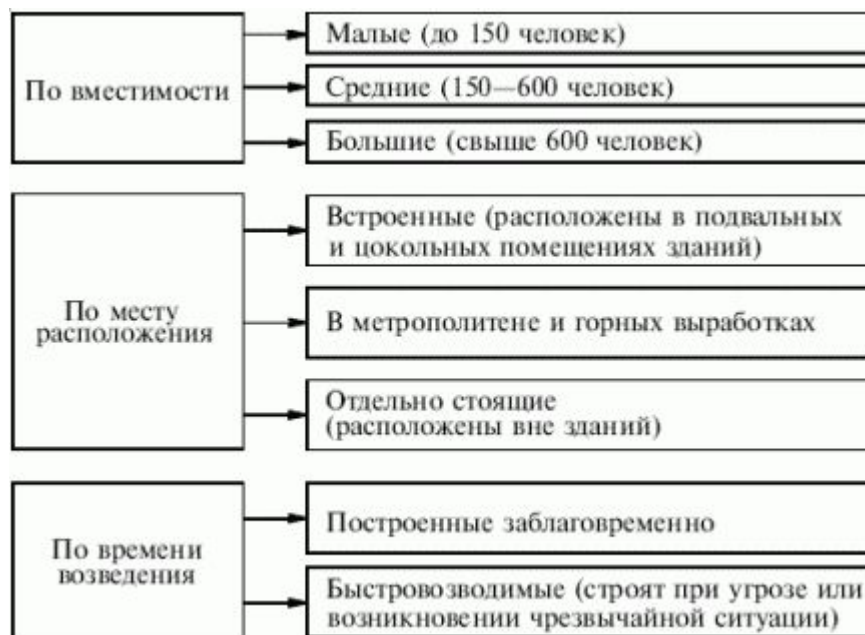 По вместимости
Малые (до 150 человек)
Средние (150—600 человек)
Большие (свыше 600 человек)
По месту
расположения
Встроенные (расположены в подвальных
и цокольных помещениях зданий)
В метрополитене и горных выработках
Отдельно стоящие
(расположены вне зданий)
По времени
возведения
Построенные заблаговременно
Быстровозводимые (строят при угрозе или
возникновении чрезвычайной ситуации)